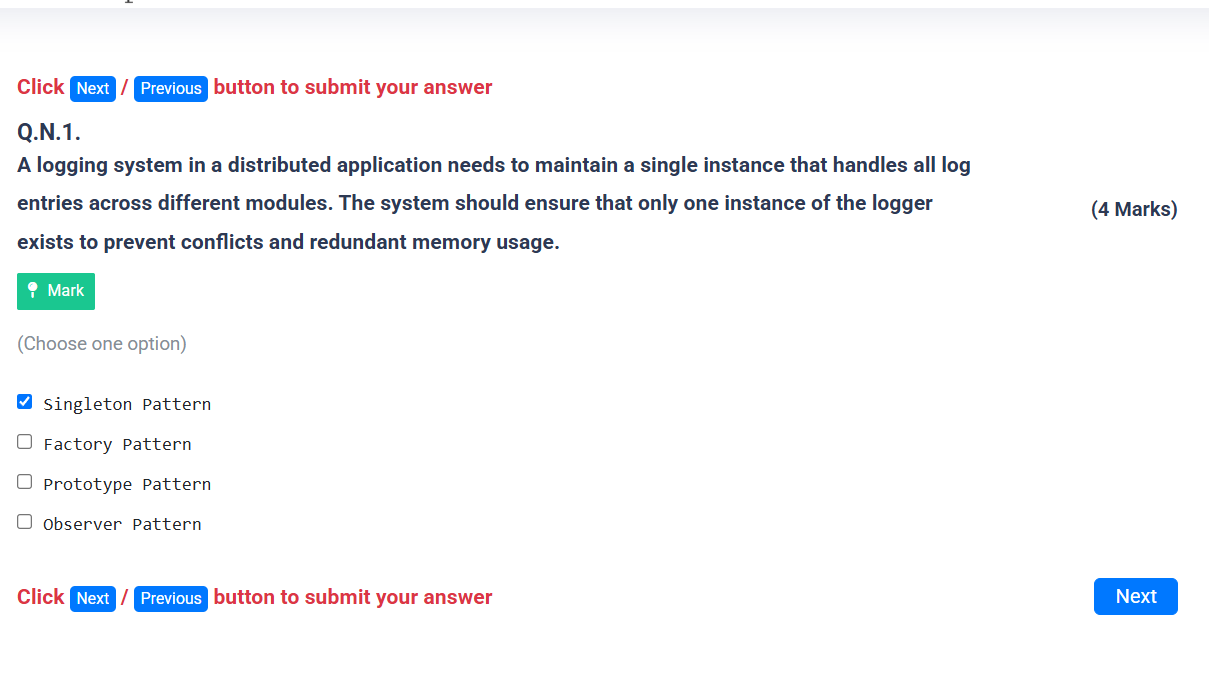 Click Next / Previous button to submit your answer
Q.N.1.
A logging system in a distributed application needs to maintain a single instance that handles all log
entries across different modules. The system should ensure that only one instance of the logger
exists to prevent conflicts and redundant memory usage.
(4 Marks)
Mark
(Choose one option)
Singleton Pattern
Factory Pattern
Prototype Pattern
Observer Pattern
Click Next / Previous button to submit your answer
Next